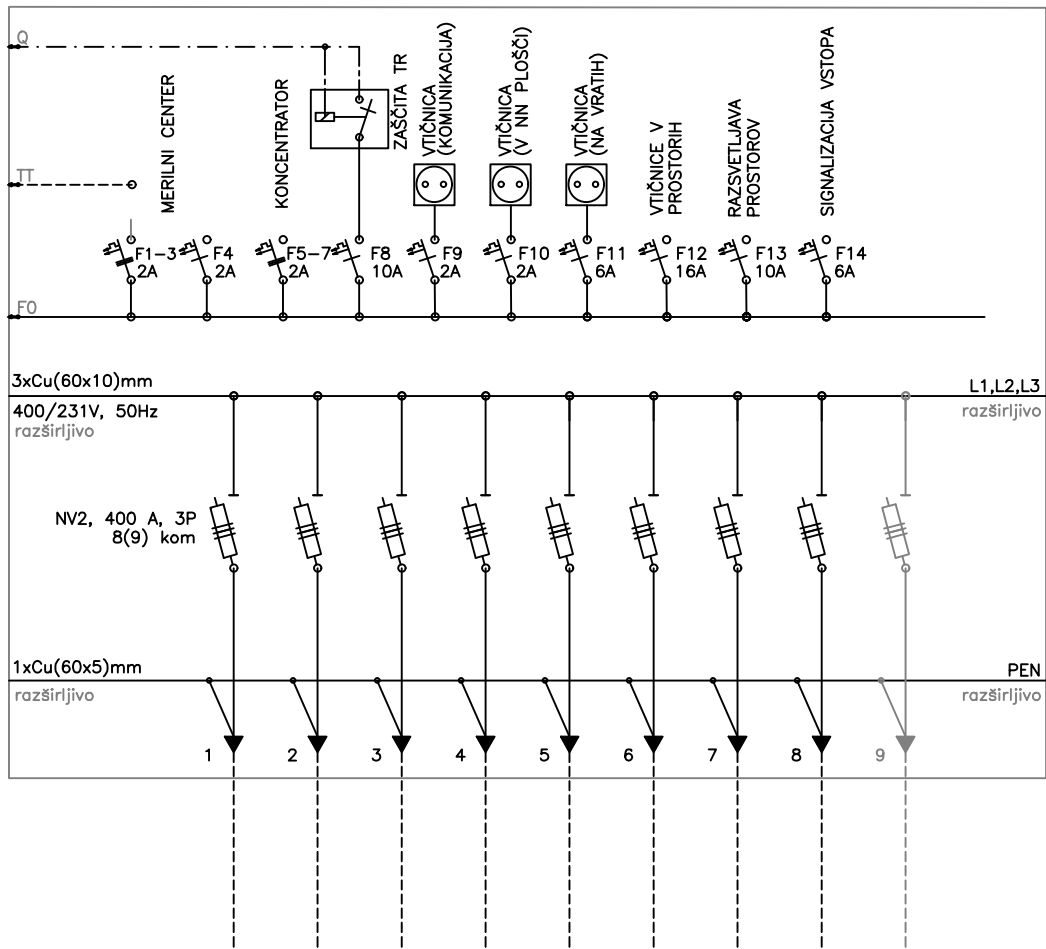 Q
TT
F0
MERILNI CENTER
KONCENTRATOR
ZAŠČITA TR
VTIČNICA
(KOMUNIKACIJA)
VTIČNICA
(V NN PLOŠČI)
VTIČNICA
(NA VRATIH)
VTIČNICE V
PROSTORIH
RAZSVETLJAVA
PROSTOROV
SIGNALIZACIJA VSTOPA
F1-3
2A
F4
2A
F5-7
2A
F8
10A
F9
2A
F10
2A
F11
6A
F12
16A
F13
10A
F14
6A
3xCu(60x10)mm
L1,L2,L3
400/231V, 50Hz
razširljivo
razširljivo
NV2, 400 A, 3P
8(9) kom
1xCu(60x5)mm
PEN
razširljivo
razširljivo
1
2
3
4
5
6
7
8
9